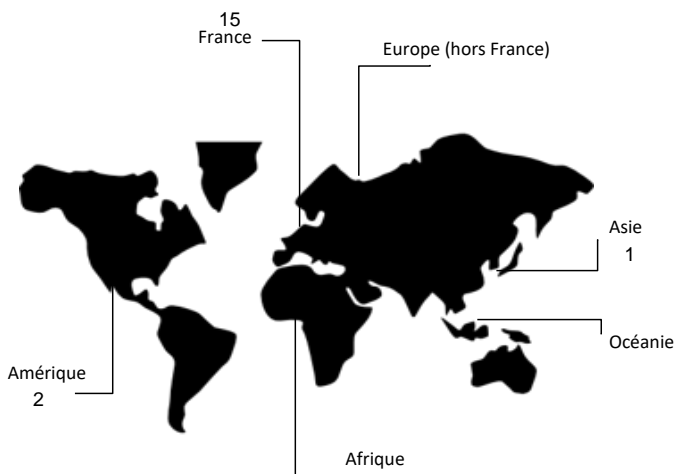 15
France
Europe (hors France)
Asie
1
Océanie
Amérique
2
Afrique